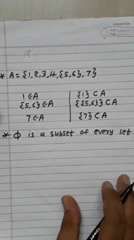 * A = {1,2,3,4,{5,6},7}
1 ∈ A | {1} ⊂ A
{5,6} ∈ A | {{5,6}} ⊂ A
7 ∈ A | {7} ⊂ A
* ϕ is a subset of every set